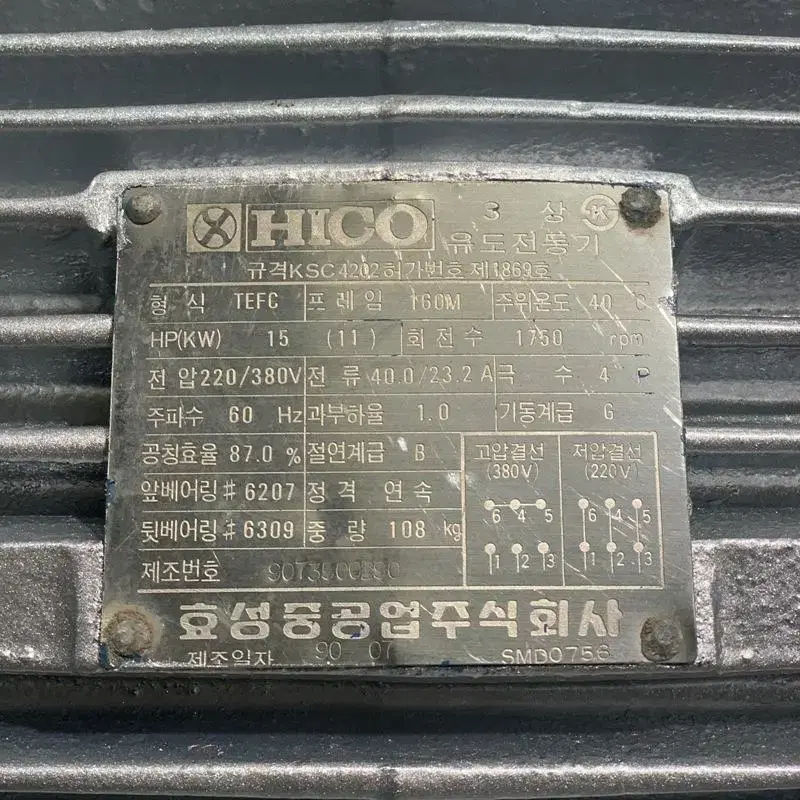 HICO 3 상
유도전동기
규격KSC4202허가번호제1869호
형식 TEFC 프레임 160M 주위온도 40 °C
HP(KW) 15 (11) 회전수 1750 rpm
전압220/380V 전류40.0/23.2A 극수 4 P
주파수 60 Hz 과부하율 1.0 기동계급 G
공칭효율 87.0 % 절연계급 B 고압결선 저압결선
(380V) (220V)
앞베어링 # 6207 정격 연속
6 4 5 6 4 5
뒷베어링 # 6309 중량 108 kg
1 2 3 1 2 3
제조번호
효성중공업주식회사
제조일자 90 07 SMD0756